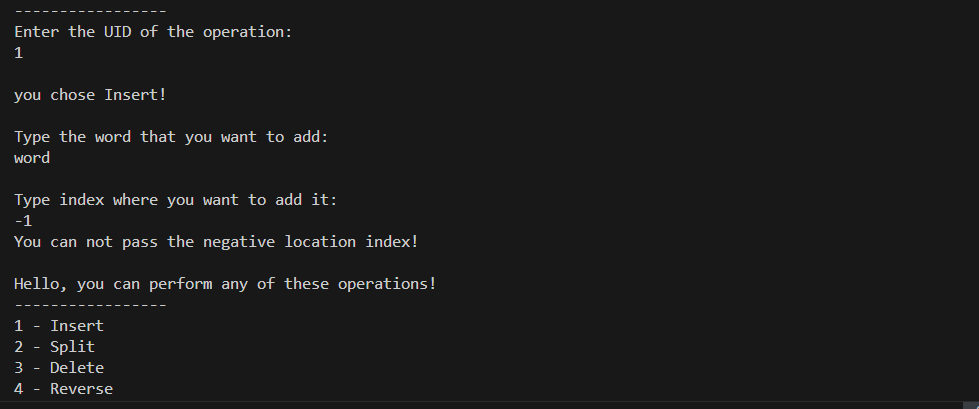 -----------------
Enter the UID of the operation:
1
you chose Insert!
Type the word that you want to add:
word
Type index where you want to add it:
-1
You can not pass the negative location index!
Hello, you can perform any of these operations!
-----------------
1 - Insert
2 - Split
3 - Delete
4 - Reverse